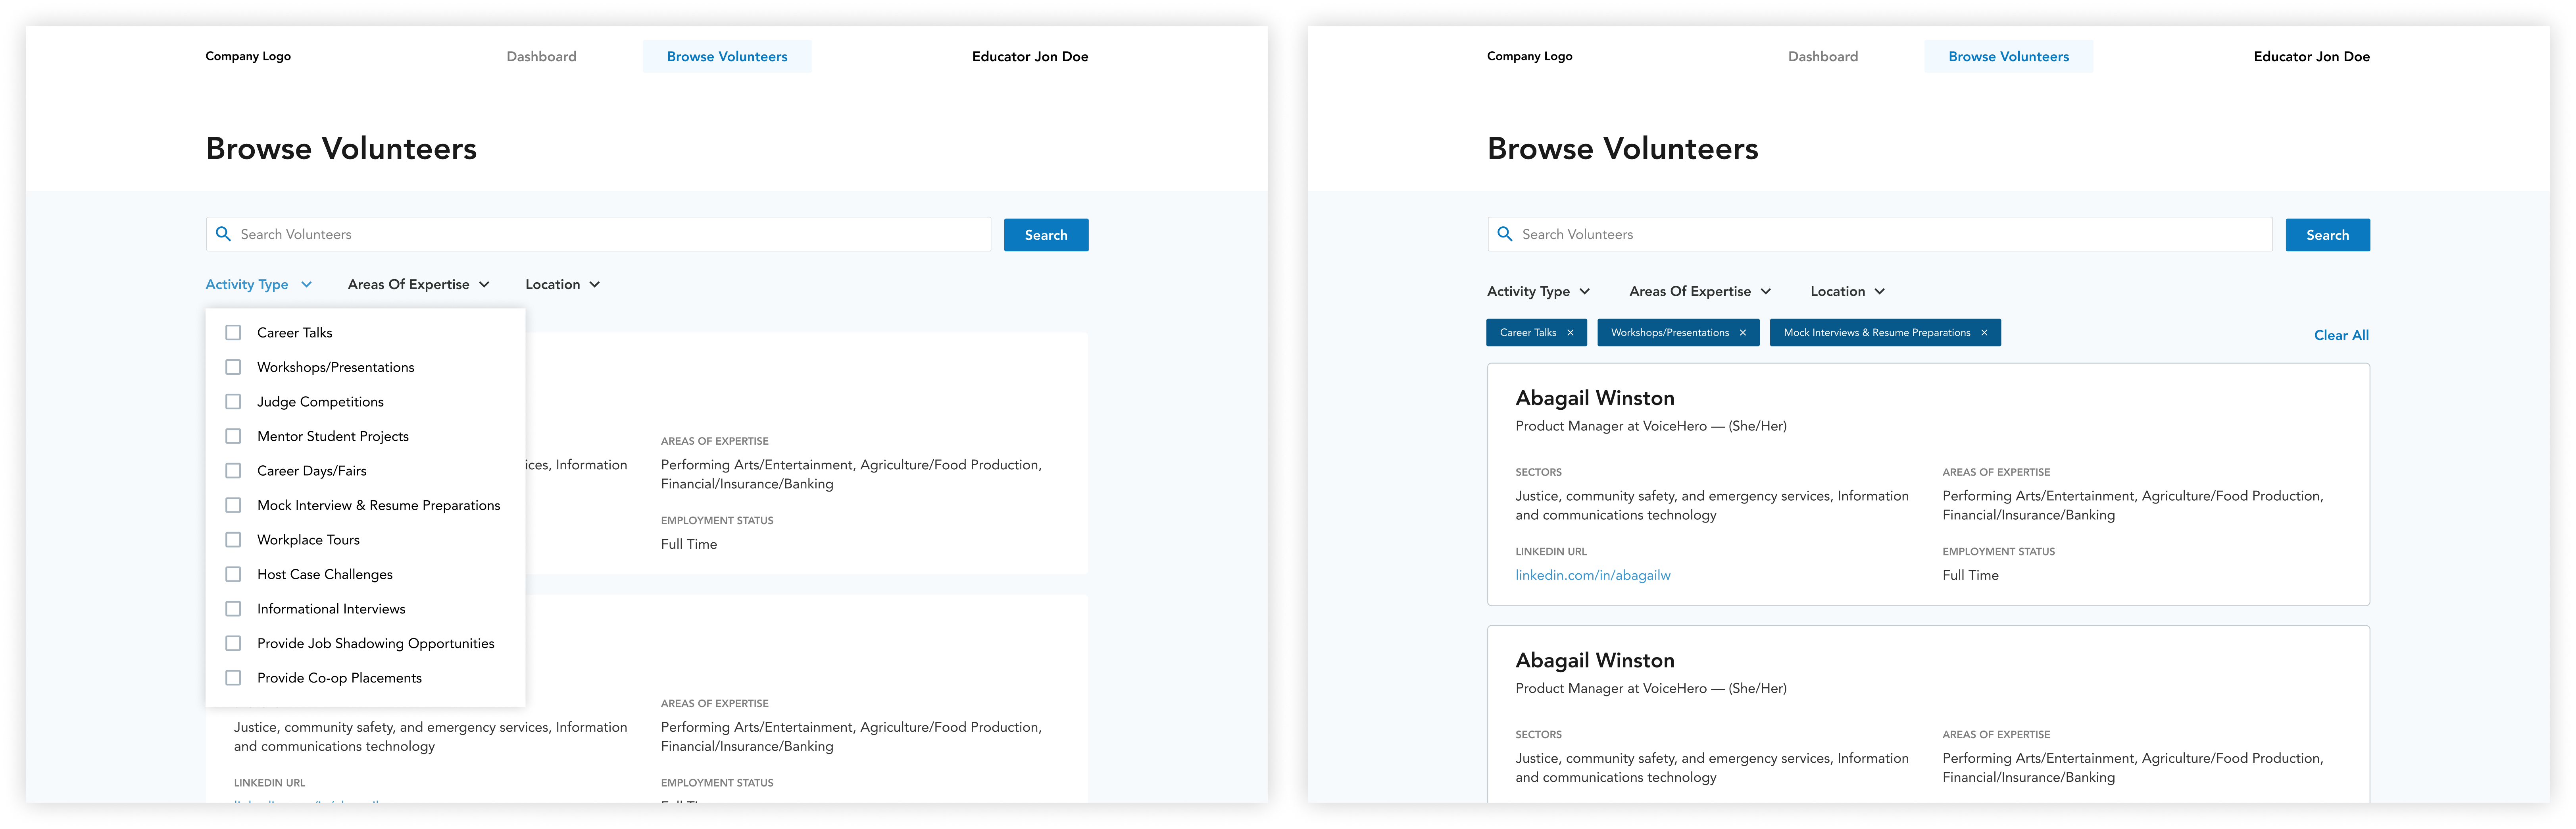 Company Logo
Dashboard
Browse Volunteers
Educator Jon Doe
Browse Volunteers
Search Volunteers
Search
Activity Type
Areas Of Expertise
Location
Career Talks
Workshops/Presentations
Judge Competitions
Mentor Student Projects
Career Days/Fairs
Mock Interview & Resume Preparations
Workplace Tours
Host Case Challenges
Informational Interviews
Provide Job Shadowing Opportunities
Provide Co-op Placements
ices, Information
AREAS OF EXPERTISE
Performing Arts/Entertainment, Agriculture/Food Production,
Financial/Insurance/Banking
EMPLOYMENT STATUS
Full Time
Justice, community safety, and emergency services, Information
and communications technology
LINKEDIN URL
AREAS OF EXPERTISE
Performing Arts/Entertainment, Agriculture/Food Production,
Financial/Insurance/Banking
EMPLOYMENT STATUS
Company Logo
Dashboard
Browse Volunteers
Educator Jon Doe
Browse Volunteers
Search Volunteers
Search
Activity Type
Areas Of Expertise
Location
Career Talks ×
Workshops/Presentations ×
Mock Interviews & Resume Preparations ×
Clear All
Abagail Winston
Product Manager at VoiceHero — (She/Her)
SECTORS
Justice, community safety, and emergency services, Information
and communications technology
AREAS OF EXPERTISE
Performing Arts/Entertainment, Agriculture/Food Production,
Financial/Insurance/Banking
LINKEDIN URL
linkedin.com/in/abagailw
EMPLOYMENT STATUS
Full Time
Abagail Winston
Product Manager at VoiceHero — (She/Her)
SECTORS
Justice, community safety, and emergency services, Information
and communications technology
AREAS OF EXPERTISE
Performing Arts/Entertainment, Agriculture/Food Production,
Financial/Insurance/Banking